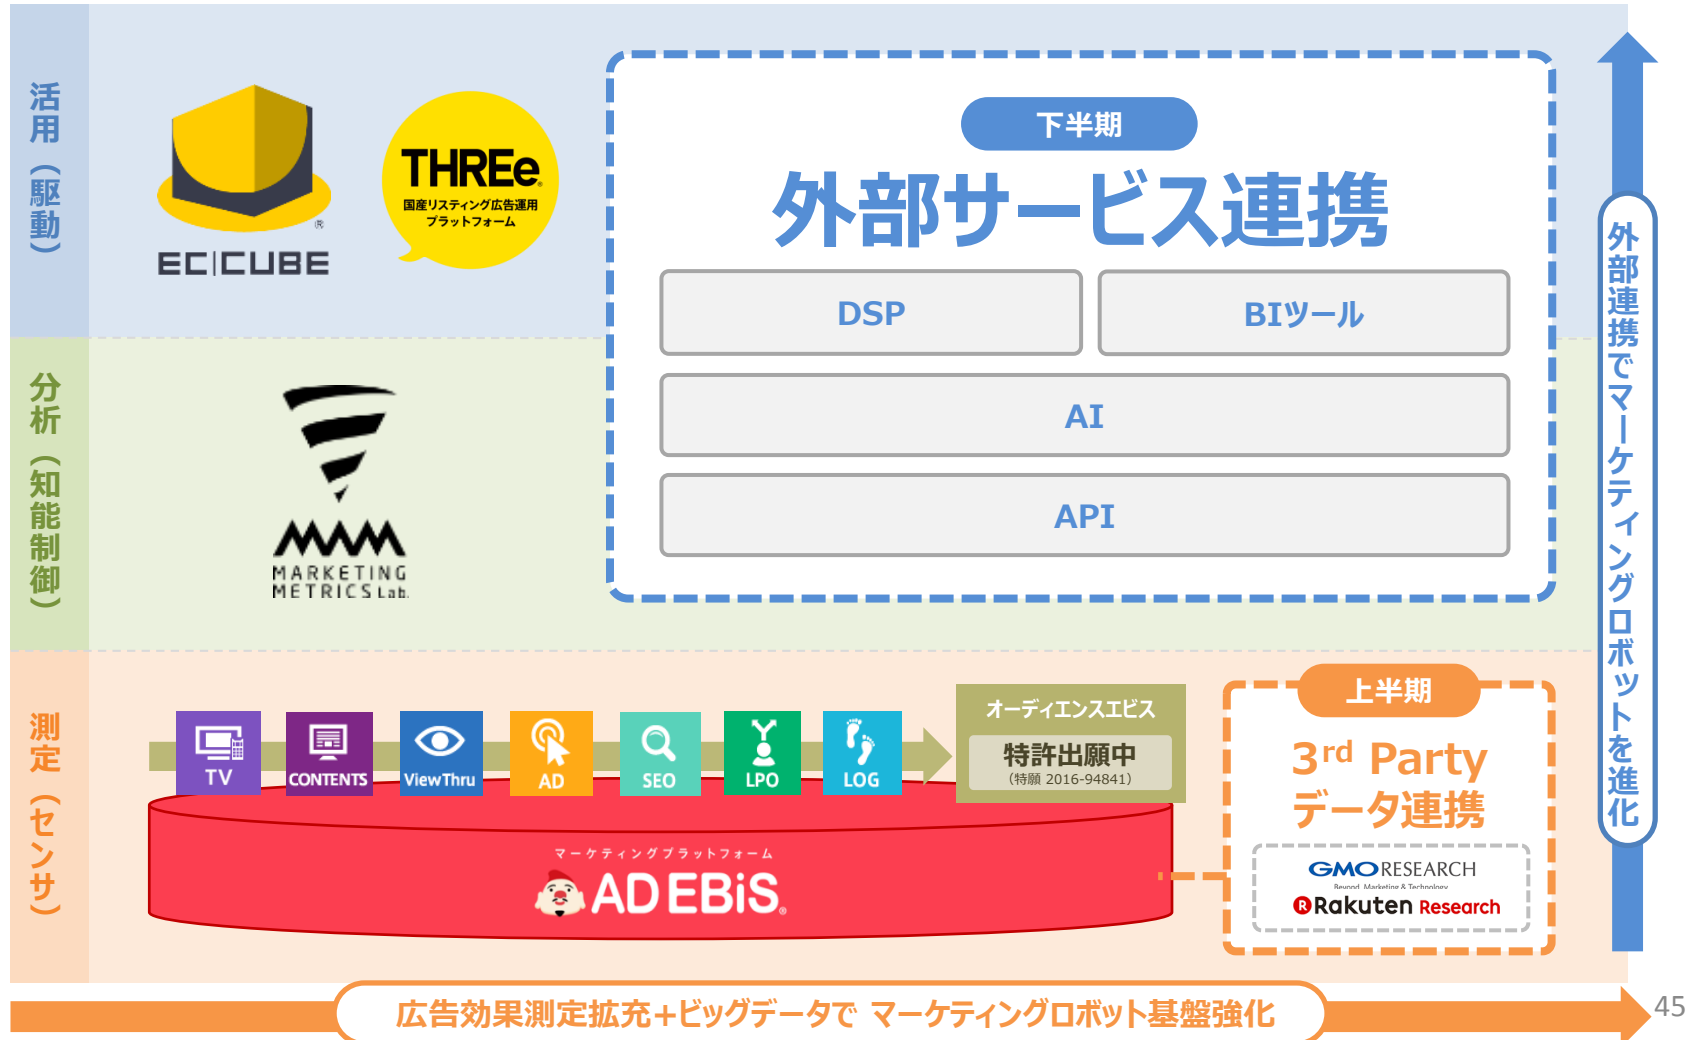 活用（駆動）
EC|CUBE
®
THREe
国産リスティング広告運用
プラットフォーム
下半期
外部サービス連携
DSP
BIツール
AI
API
分析（知能制御）
MARKETING
METRICS Lab.
外部連携でマーケティングロボットを進化
測定（センサ）
TV
CONTENTS
ViewThru
AD
SEO
LPO
LOG
オーディエンスエビス
特許出願中
（特願 2016-94841）
マーケティングプラットフォーム
AD EBiS®
上半期
3rd Party
データ連携
GMO RESEARCH
Beyond Marketing & Technology
Rakuten Research
広告効果測定拡充+ビッグデータで マーケティングロボット基盤強化
45